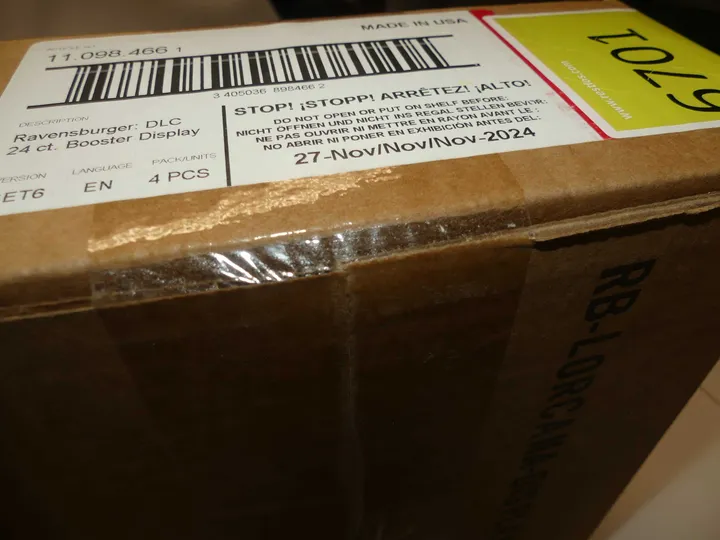 MADE IN USA
11.098.466 1
3 405036 898466 2
DESCRIPTION
Ravensburger: DLC
24 ct. Booster Display
LANGUAGE
PACK/UNITS
EN
4 PCS
STOP! ¡STOPP! ARRÊTEZ! ¡ALTO!
DO NOT OPEN OR PUT ON SHELF BEFORE:
NICHT ÖFFNEN UND NICHT INS REGAL STELLEN BEVOR:
NE PAS OUVRIR NI METTRE EN RAYON AVANT LE :
NO ABRIR NI PONER EN EXHIBICIÓN ANTES DEL:
27-Nov/Nov/Nov-2024
RB-LORCANA